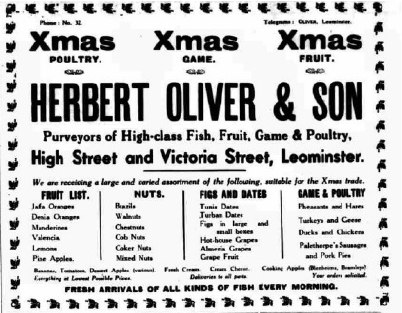 Phone: No. 32.
Telegrams: OLIVER, Leominster.
Xmas Xmas Xmas
POULTRY. GAME. FRUIT.
HERBERT OLIVER & SON
Purveyors of High-class Fish, Fruit, Game & Poultry,
High Street and Victoria Street, Leominster.
We are receiving a large and varied assortment of the following, suitable for the Xmas trade.
FRUIT LIST.
Jaffa Oranges
Denia Oranges
Manderines
Valencia
Lemons
Pine Apples.
NUTS.
Brazils
Walnuts
Chestnuts
Cob Nuts
Coker Nuts
Mixed Nuts
FIGS AND DATES
Tunis Dates
Turbas Dates
Figs in large and
small boxes
Hot-house Grapes
Almeria Grapes
Grape Fruit
GAME & POULTRY
Pheasants and Hares
Turkeys and Geese
Ducks and Chickens
Palethorpe's Sausages
and Pork Pies
Bananas, Tomatoes, Dessert Apples (various). Fresh Cream. Cream Cheese. Cooking Apples (Blenheims, Bramleys)
Everything at Lowest Possible Prices. Deliveries to all parts. Your orders solicited.
FRESH ARRIVALS OF ALL KINDS OF FISH EVERY MORNING.